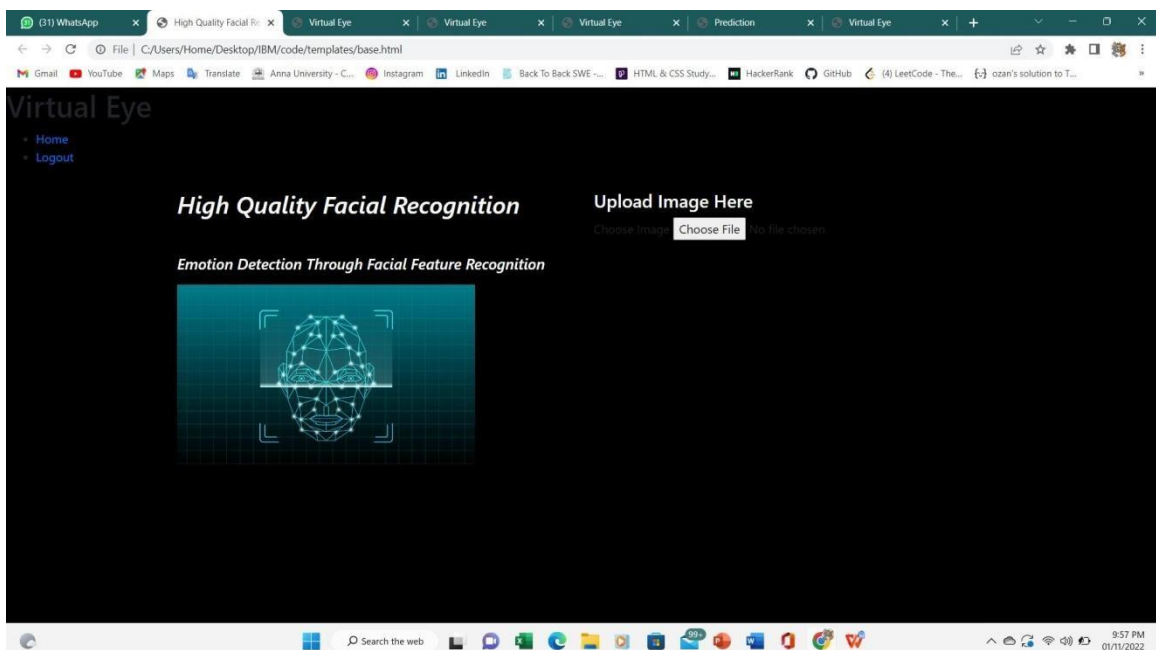 (31) WhatsApp
High Quality Facial Re
Virtual Eye
Virtual Eye
Virtual Eye
Prediction
Virtual Eye
File | C:/Users/Home/Desktop/IBM/code/templates/base.html
Gmail YouTube Maps Translate Anna University - C... Instagram LinkedIn Back To Back SWE -... HTML & CSS Study... HackerRank GitHub (4) LeetCode - The... ozan's solution to T...
Virtual Eye
Home
Logout
High Quality Facial Recognition
Emotion Detection Through Facial Feature Recognition
Upload Image Here
Choose Image Choose File No file chosen
Search the web
99+
9:57 PM
01/11/2022